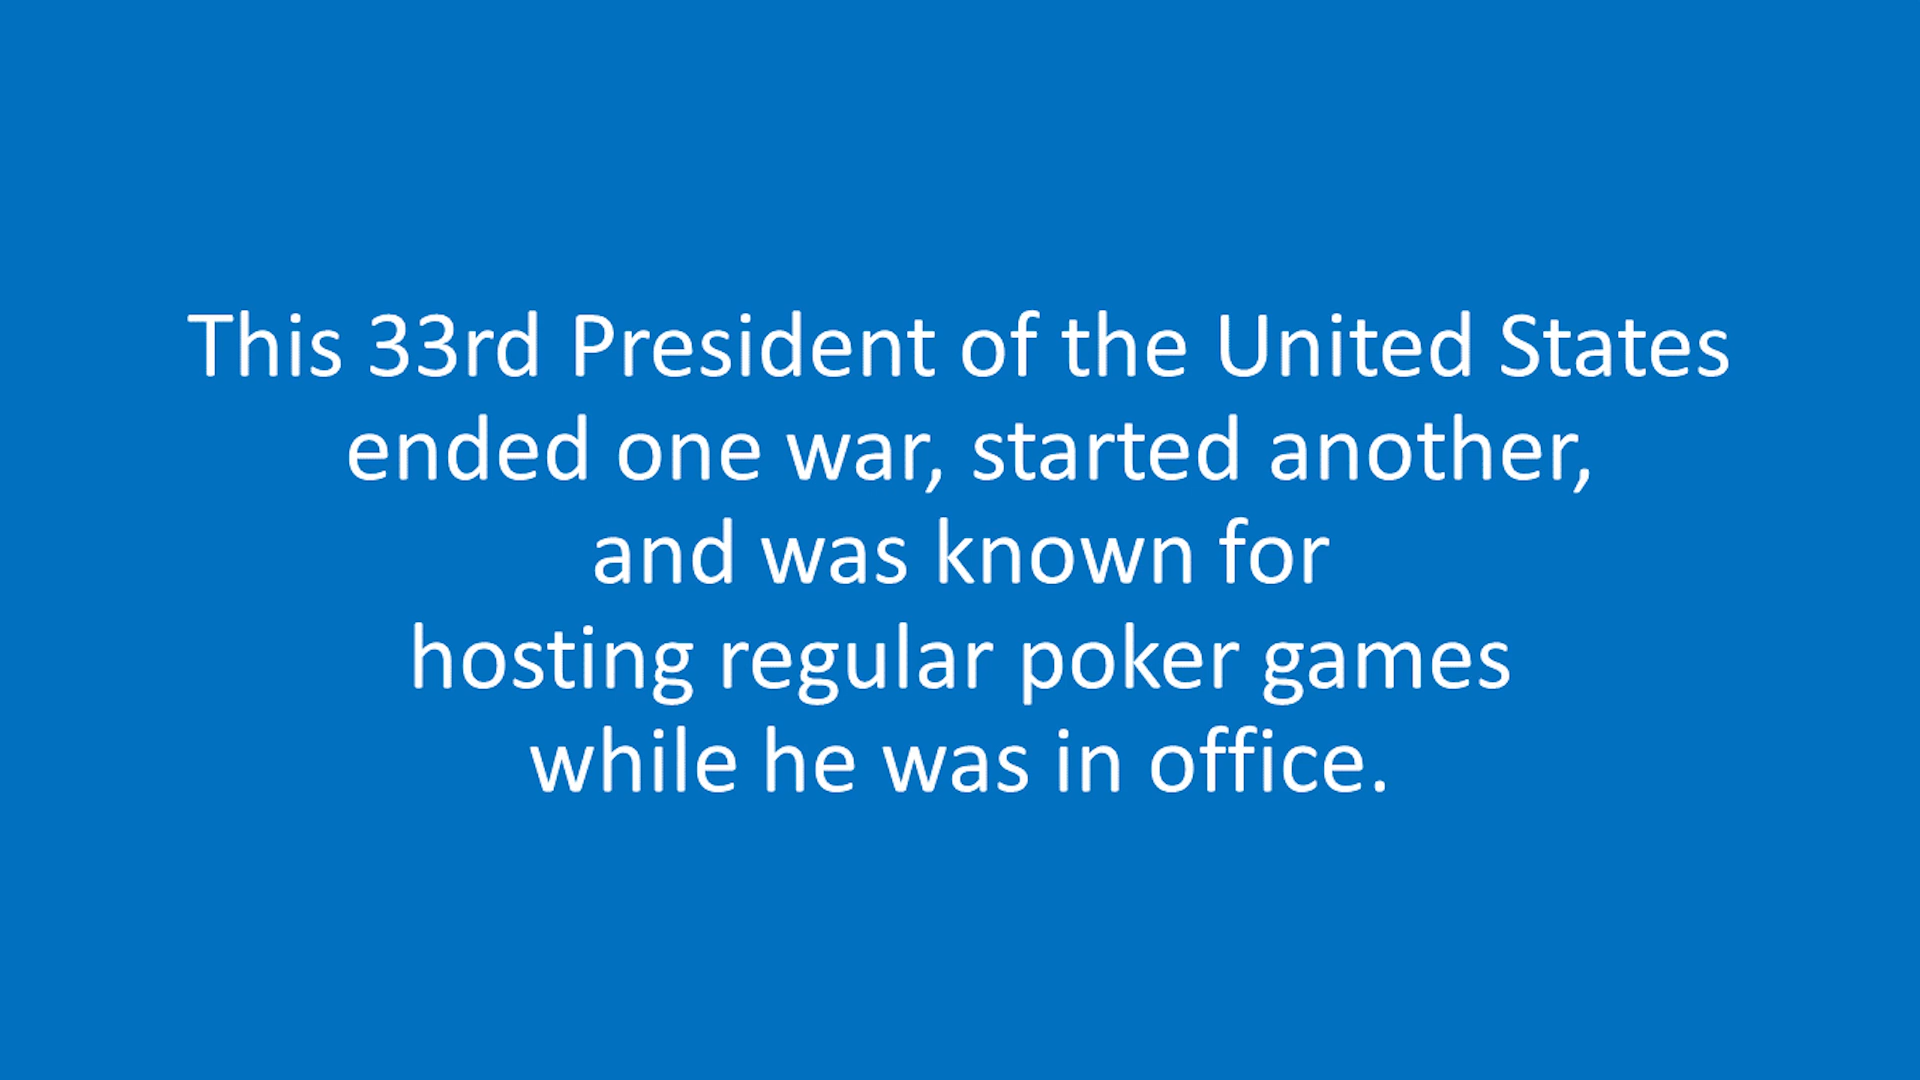 This 33rd President of the United States
ended one war, started another,
and was known for
hosting regular poker games
while he was in office.